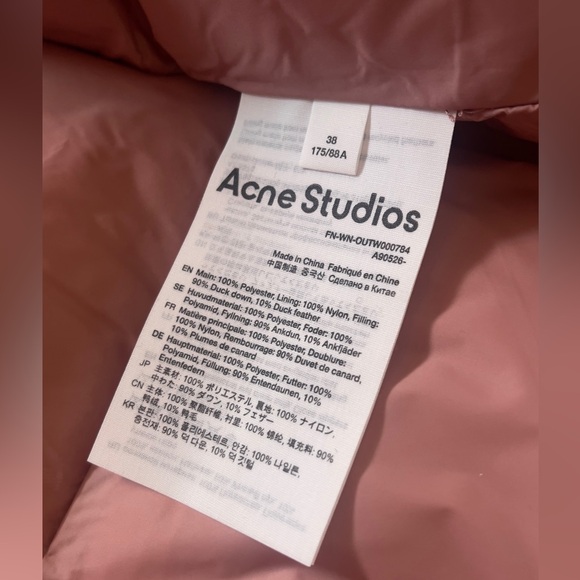 38
175/88A
Acne Studios
FN-WN-OUTW000784
A90526-
Made in China Fabriqué en Chine
中国制造 중국산 Сделано в Китае
EN Main: 100% Polyester, Lining: 100% Nylon, Filling:
90% Duck down, 10% Duck feather
SE Huvudmaterial: 100% Polyester, Foder: 100%
Polyamid, Fyllning: 90% Ankdun, 10% Ankfjäder
FR Matière principale: 100% Polyester, Doublure:
100% Nylon, Rembourrage: 90% Duvet de canard,
10% Plumes de canard
DE Hauptmaterial: 100% Polyester, Futter: 100%
Polyamid, Füllung: 90% Entendaunen, 10%
Entenfedern
JP 主素材: 100% ポリエステル, 裏地: 100% ナイロン,
中わた: 90% ダウン, 10% フェザー
CN 主体: 100% 聚酯纤维, 衬里: 100% 锦纶, 填充料: 90%
鸭绒, 10% 鸭毛
KR 본판: 100% 폴리에스터르, 안감: 100% 나일론,
충전재: 90% 덕 다운, 10% 덕 깃털